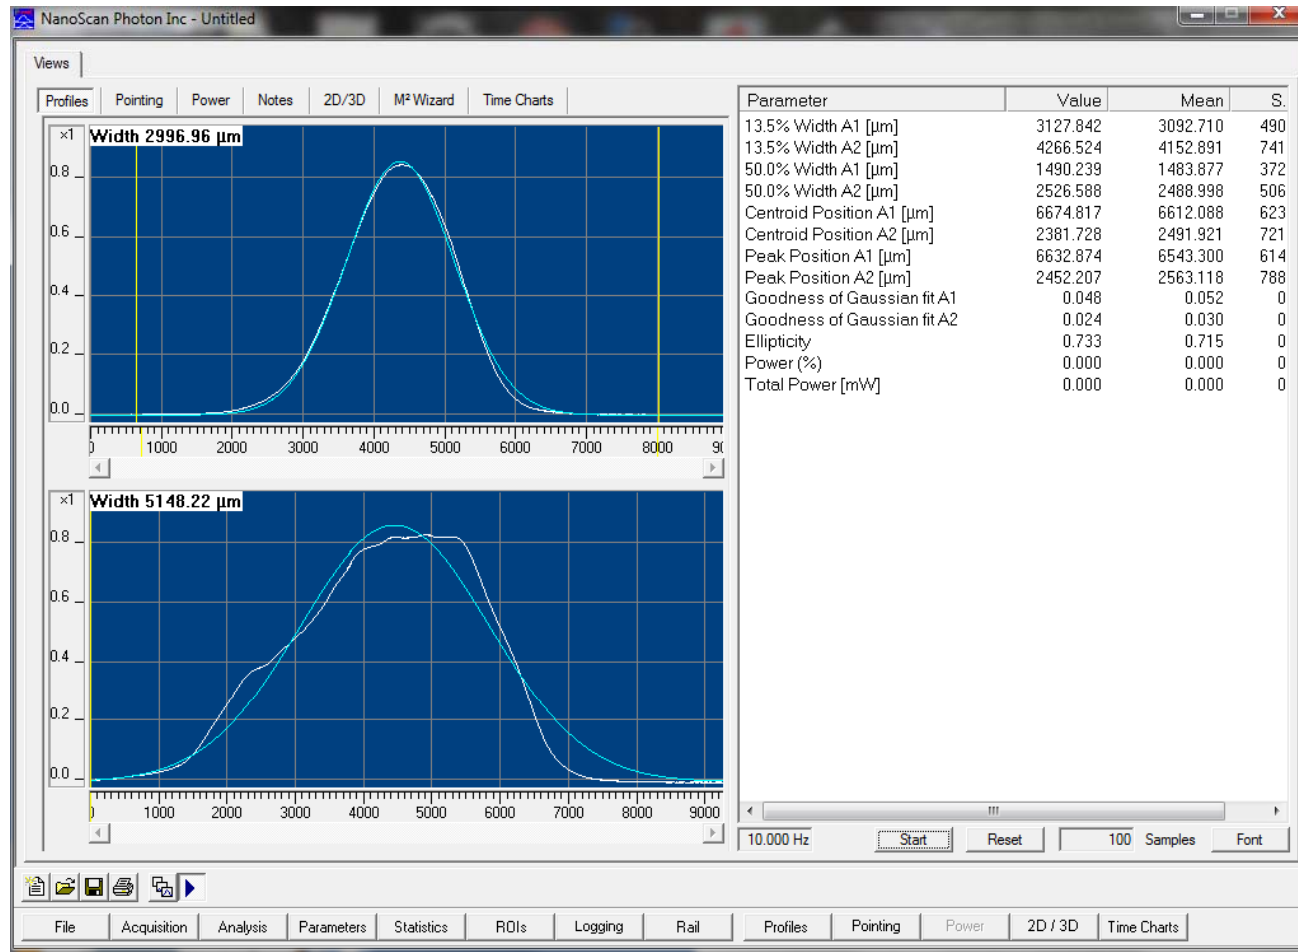 NanoScan Photon Inc - Untitled
Views
Profiles Pointing Power Notes 2D/3D M² Wizard Time Charts
×1 Width 2996.96 µm
0.8
0.6
0.4
0.2
0.0
0 1000 2000 3000 4000 5000 6000 7000 8000 90
×1 Width 5148.22 µm
0.8
0.6
0.4
0.2
0.0
0 1000 2000 3000 4000 5000 6000 7000 8000 9000
Parameter Value Mean S.
13.5% Width A1 [µm] 3127.842 3092.710 490
13.5% Width A2 [µm] 4266.524 4152.891 741
50.0% Width A1 [µm] 1490.239 1483.877 372
50.0% Width A2 [µm] 2526.588 2488.998 506
Centroid Position A1 [µm] 6674.817 6612.088 623
Centroid Position A2 [µm] 2381.728 2491.921 721
Peak Position A1 [µm] 6632.874 6543.300 614
Peak Position A2 [µm] 2452.207 2563.118 788
Goodness of Gaussian fit A1 0.048 0.052 0
Goodness of Gaussian fit A2 0.024 0.030 0
Ellipticity 0.733 0.715 0
Power (%) 0.000 0.000 0
Total Power [mW] 0.000 0.000 0
10.000 Hz Start Reset 100 Samples Font
File Acquisition Analysis Parameters Statistics ROIs Logging Rail Profiles Pointing Power 2D / 3D Time Charts